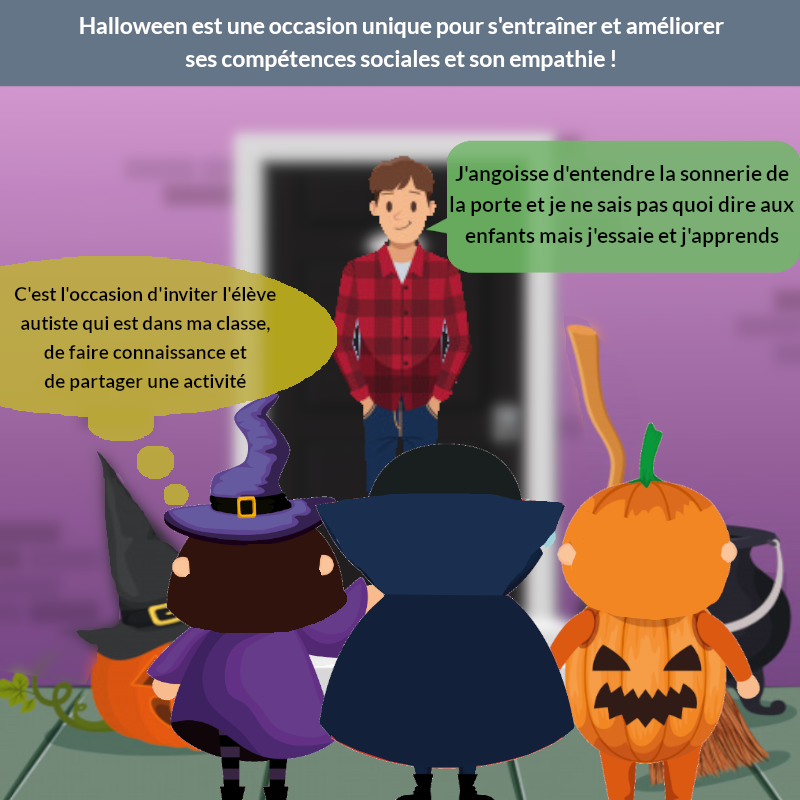 Halloween est une occasion unique pour s'entraîner et améliorer
ses compétences sociales et son empathie !
J'angoisse d'entendre la sonnerie de
la porte et je ne sais pas quoi dire aux
enfants mais j'essaie et j'apprends
C'est l'occasion d'inviter l'élève
autiste qui est dans ma classe,
de faire connaissance et
de partager une activité